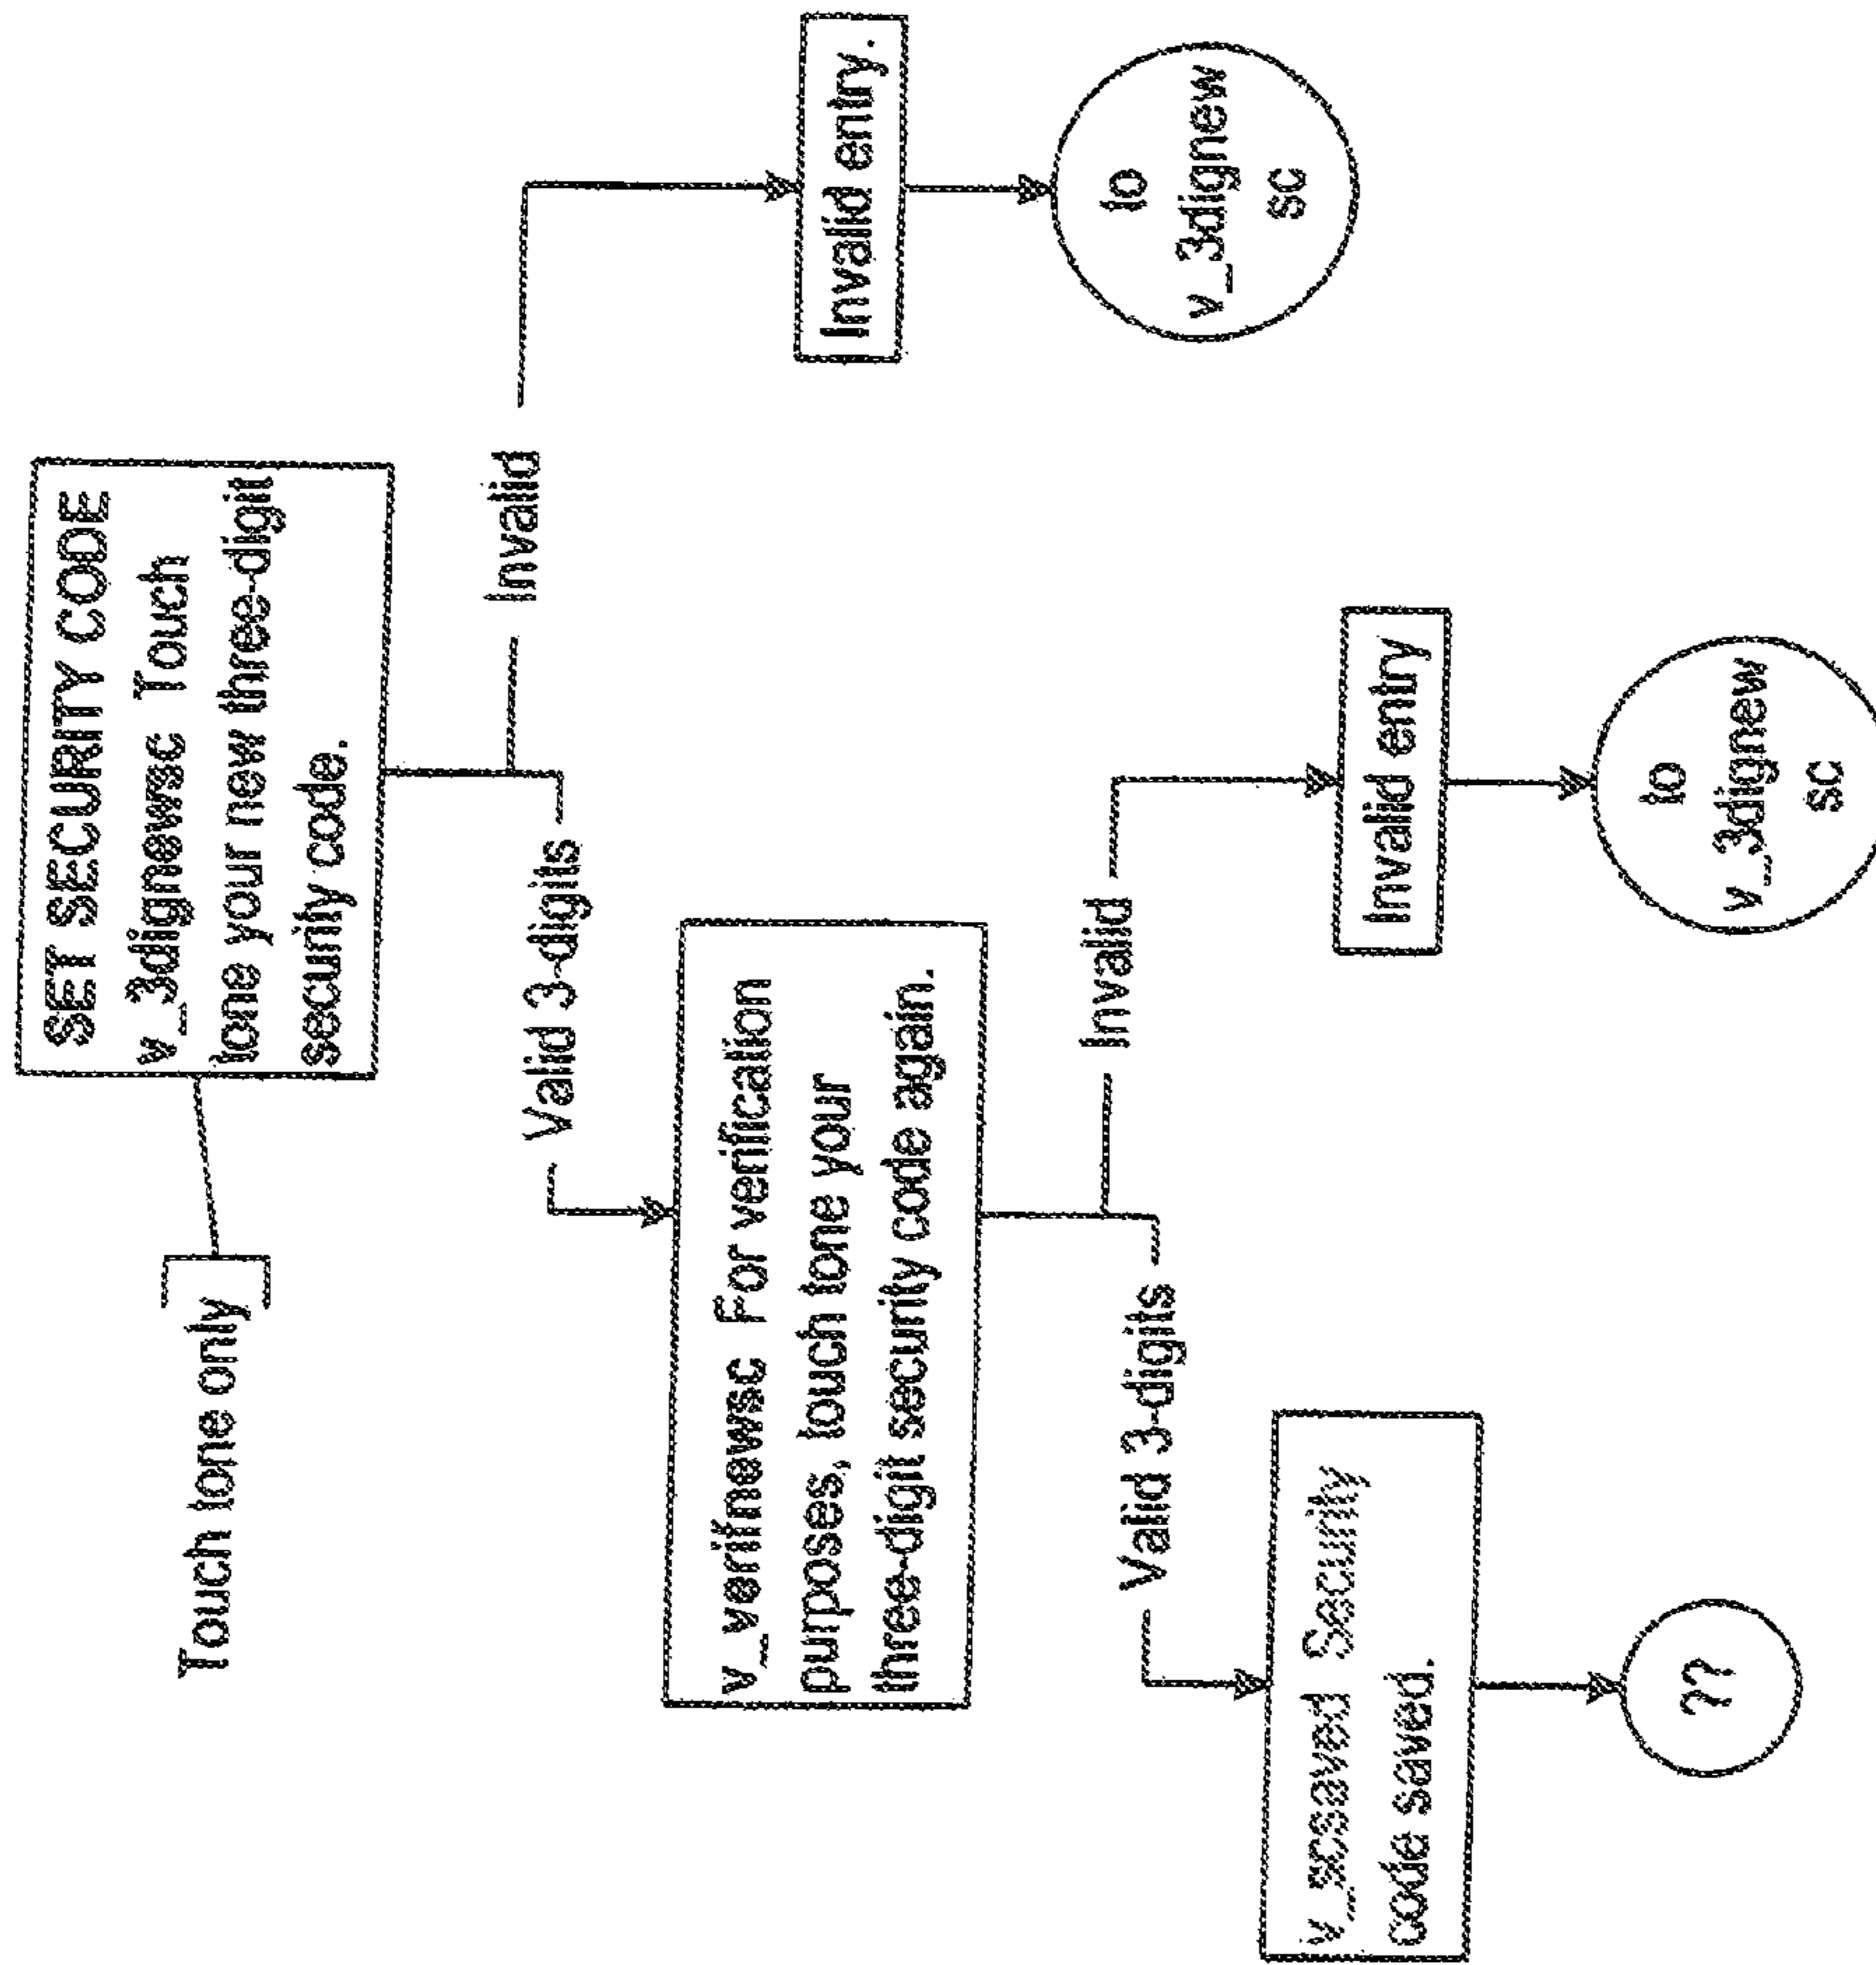 Touch tone only
SET SECURITY CODE
v_3dignewsc Touch
tone your new three-digit
security code.
Valid 3-digits
Invalid
Invalid entry.
to
v_3dignew
sc
v_verifnewsc For verification
purposes, touch tone your
three-digit security code again.
Valid 3-digits
Invalid
Invalid entry
to
v_3dignew
sc
v_scsaved Security
code saved.
??